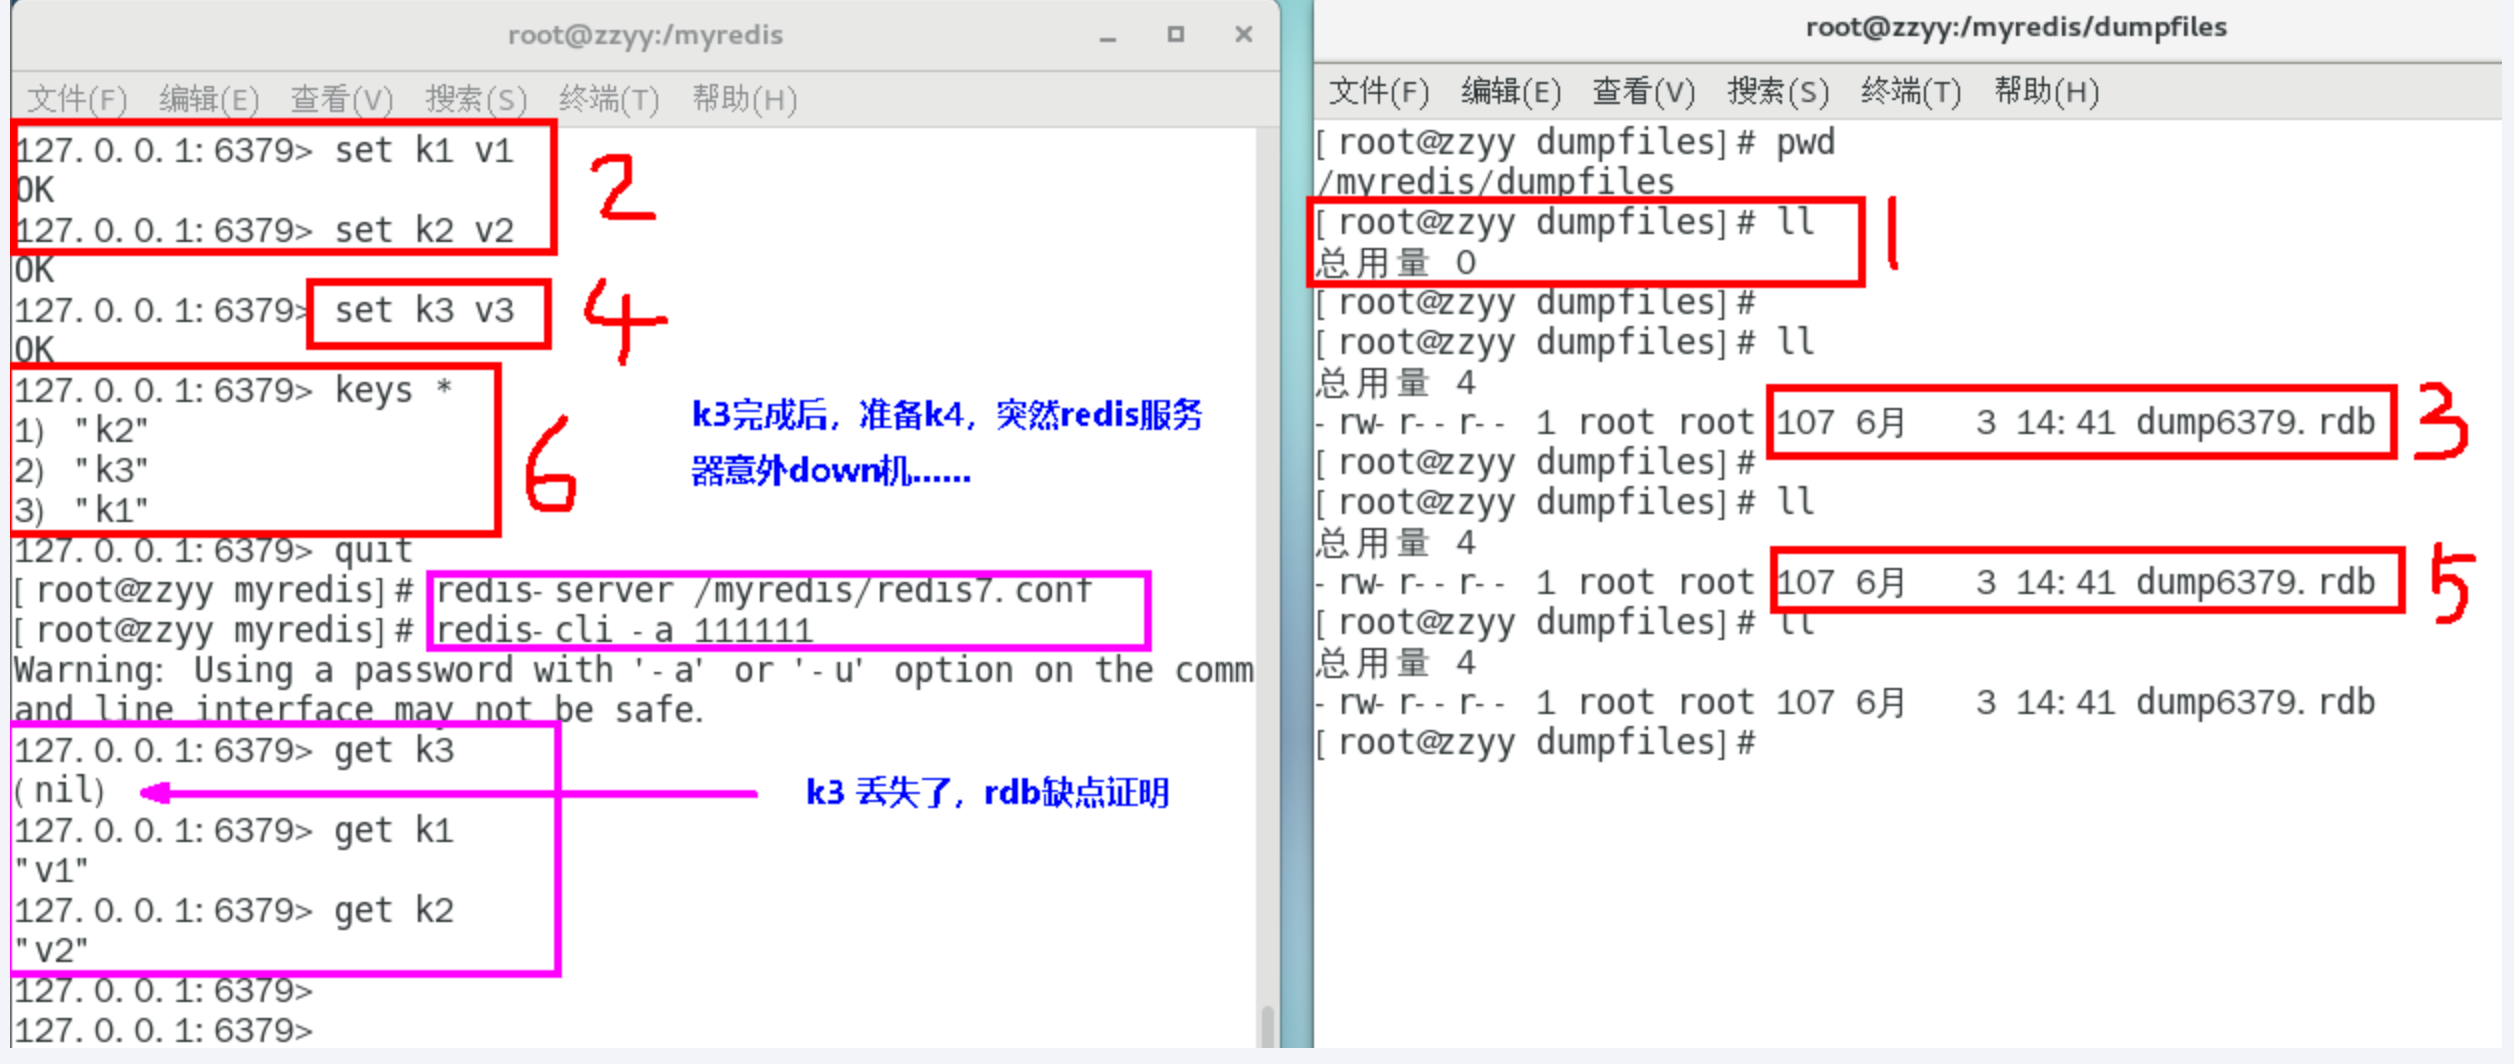 root@zzyy:/myredis
文件(F) 编辑(E) 查看(V) 搜索(S) 终端(T) 帮助(H)
127.0.0.1:6379> set k1 v1
OK
127.0.0.1:6379> set k2 v2
OK
2
127.0.0.1:6379> set k3 v3
OK
4
127.0.0.1:6379> keys *
1) "k2"
2) "k3"
3) "k1"
6
k3完成后，准备k4，突然redis服务
器意外down机......
127.0.0.1:6379> quit
[root@zzyy myredis]# redis-server /myredis/redis7.conf
[root@zzyy myredis]# redis-cli -a 111111
Warning: Using a password with '-a' or '-u' option on the comm
and line interface may not be safe.
127.0.0.1:6379> get k3
(nil)
k3 丢失了，rdb缺点证明
127.0.0.1:6379> get k1
"v1"
127.0.0.1:6379> get k2
"v2"
127.0.0.1:6379>
127.0.0.1:6379>
root@zzyy:/myredis/dumpfiles
文件(F) 编辑(E) 查看(V) 搜索(S) 终端(T) 帮助(H)
[root@zzyy dumpfiles]# pwd
/myredis/dumpfiles
[root@zzyy dumpfiles]# ll
总用量 0
1
[root@zzyy dumpfiles]#
[root@zzyy dumpfiles]# ll
总用量 4
-rw-r--r-- 1 root root 107 6月 3 14:41 dump6379.rdb
3
[root@zzyy dumpfiles]#
[root@zzyy dumpfiles]# ll
总用量 4
-rw-r--r-- 1 root root 107 6月 3 14:41 dump6379.rdb
5
[root@zzyy dumpfiles]# ll
总用量 4
-rw-r--r-- 1 root root 107 6月 3 14:41 dump6379.rdb
[root@zzyy dumpfiles]#